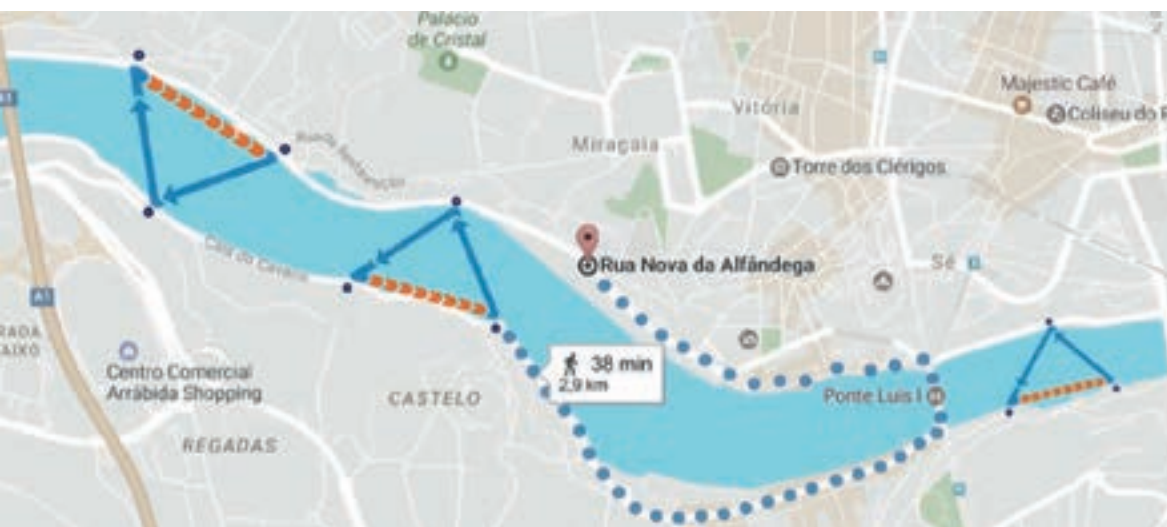 Palácio
de Cristal
Majestic Café
Coliseu do
Vitória
A1
Miragaia
Torre dos Clérigos
Rua Nova da Alfândega
Sé
A1
38 min
2,9 km
Centro Comercial
Arrábida Shopping
CASTELO
Ponte Luís I
REGADAS